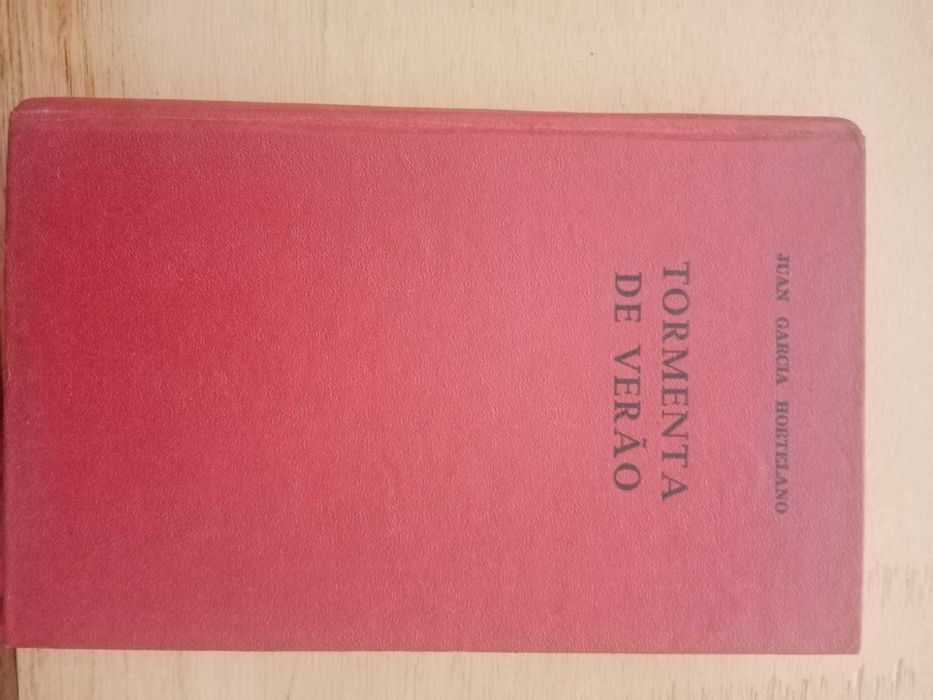 JUAN GARCIA HORTELANO
TORMENTA
DE VERÃO